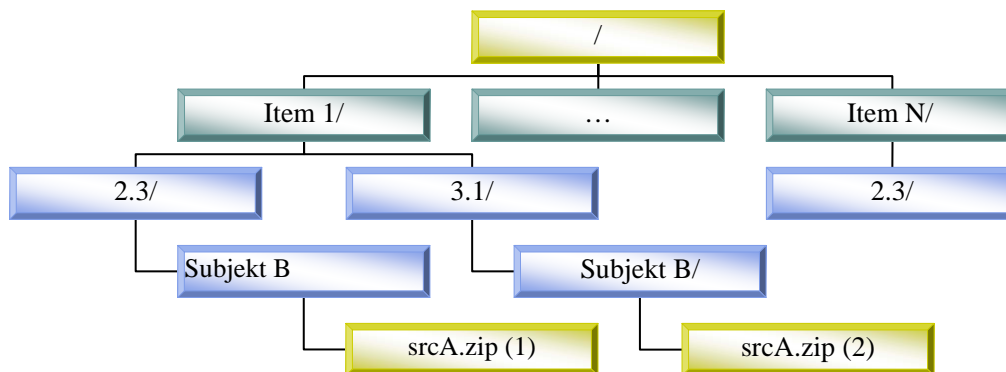 /
Item 1/
…
Item N/
2.3/
3.1/
2.3/
Subjekt B
Subjekt B/
srcA.zip (1)
srcA.zip (2)